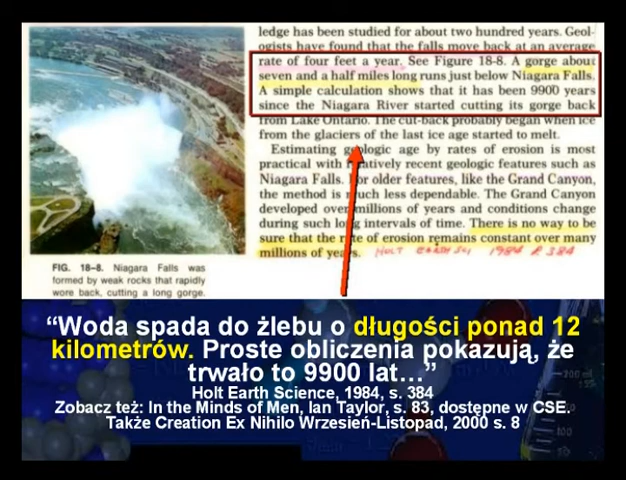 ledge has been studied for about two hundred years. Geol-
ogists have found that the falls move back at an average
rate of four feet a year. See Figure 18-8. A gorge about
seven and a half miles long runs just below Niagara Falls.
A simple calculation shows that it has been 9900 years
since the Niagara River started cutting its gorge back
from Lake Ontario. The cut-back probably began when ice
from the glaciers of the last ice age started to melt.
Estimating geologic age by rates of erosion is most
practical with relatively recent geologic features such as
Niagara Falls. For older features, like the Grand Canyon,
the method is much less dependable. The Grand Canyon
developed over millions of years and conditions change
during such long intervals of time. There is no way to be
sure that the rate of erosion remains constant over many
millions of years. HOLT EARTH SCI 1984 P. 384
FIG. 18–8. Niagara Falls was
formed by weak rocks that rapidly
wore back, cutting a long gorge.
“Woda spada do żlebu o długości ponad 12
kilometrów. Proste obliczenia pokazują, że
trwało to 9900 lat…”
Holt Earth Science, 1984, s. 384
Zobacz też: In the Minds of Men, Ian Taylor, s. 83, dostępne w CSE.
Także Creation Ex Nihilo Wrzesień-Listopad, 2000 s. 8